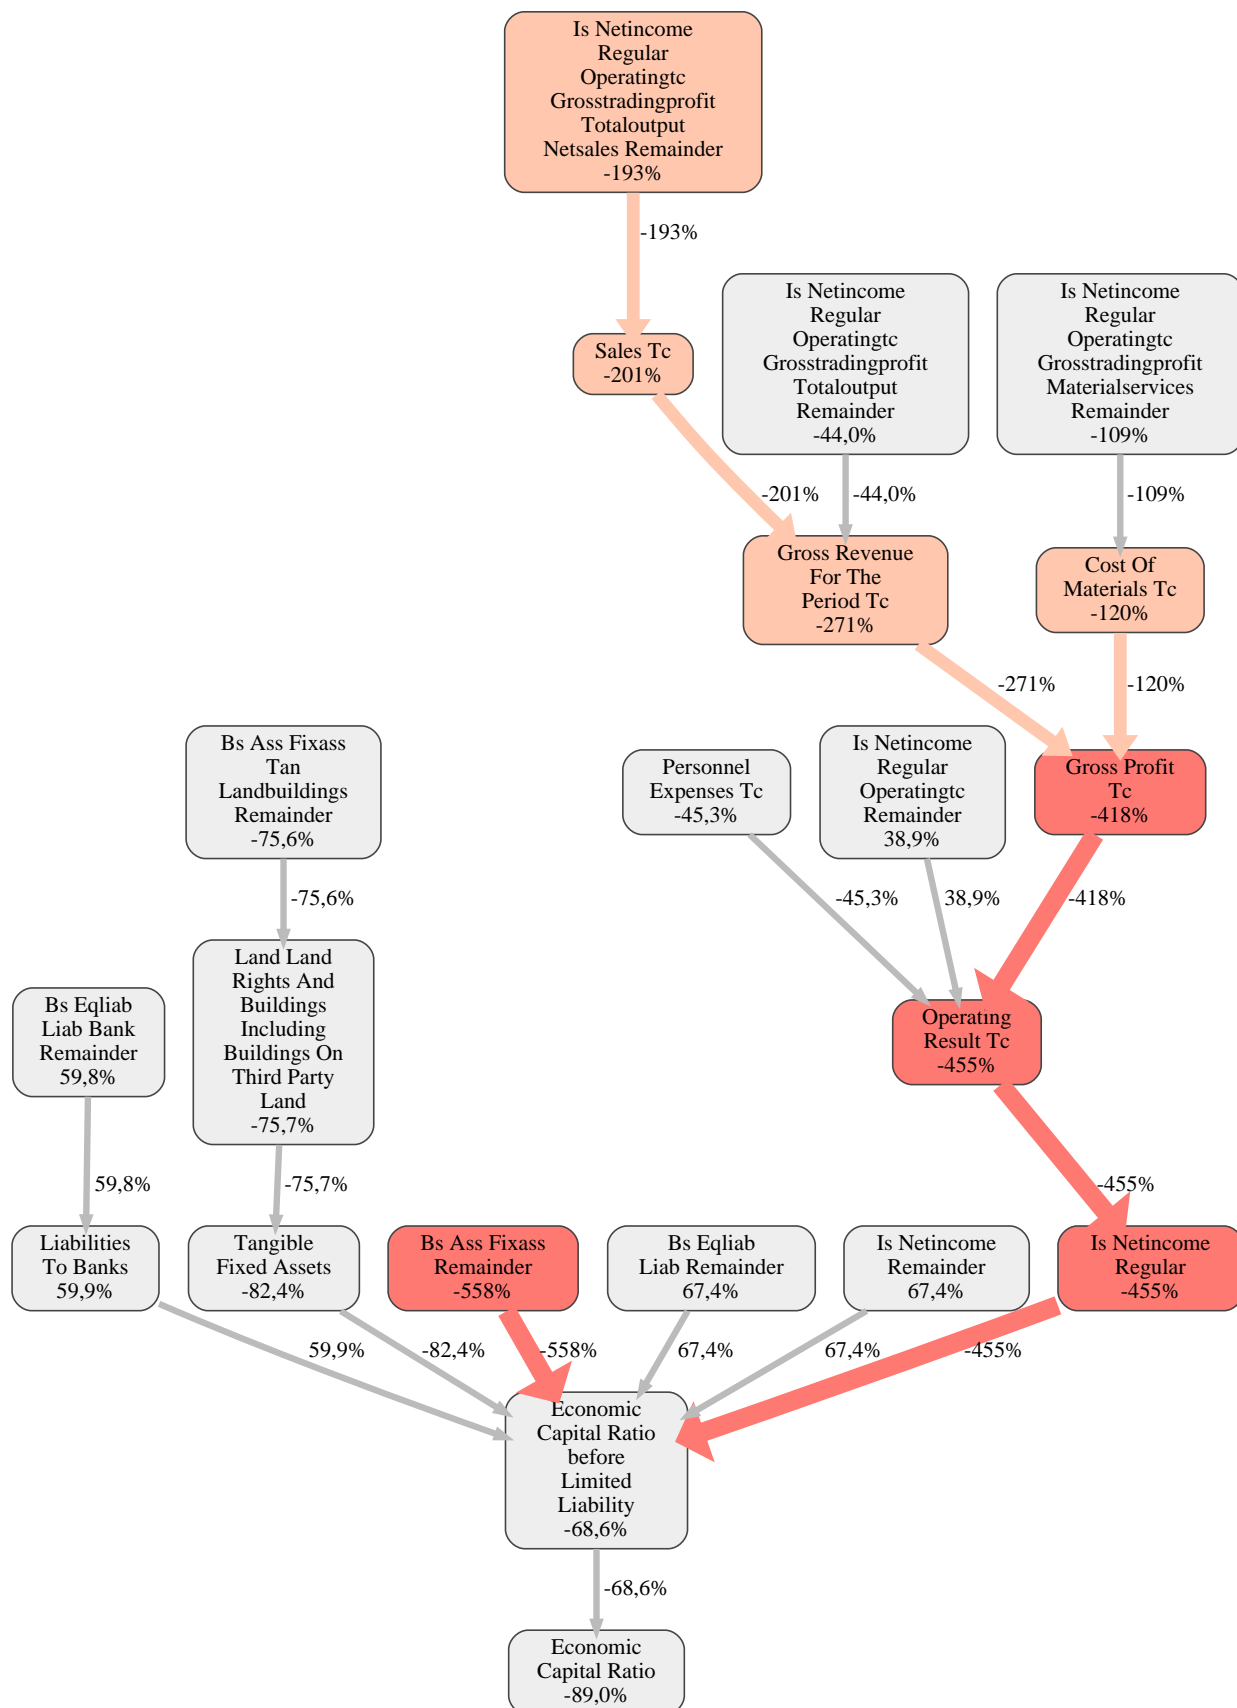 Is Netincome
Regular
Operatingtc
Grosstradingprofit
Totaloutput
Netsales Remainder
-193%
-193%
Sales Tc
-201%
Is Netincome
Regular
Operatingtc
Grosstradingprofit
Totaloutput
Remainder
-44,0%
Is Netincome
Regular
Operatingtc
Grosstradingprofit
Materialservices
Remainder
-109%
-201%
-44,0%
-109%
Gross Revenue
For The
Period Tc
-271%
Cost Of
Materials Tc
-120%
-271%
-120%
Bs Ass Fixass
Tan
Landbuildings
Remainder
-75,6%
Personnel
Expenses Tc
-45,3%
Is Netincome
Regular
Operatingtc
Remainder
38,9%
Gross Profit
Tc
-418%
-75,6%
-45,3%
38,9%
-418%
Bs Eqliab
Liab Bank
Remainder
59,8%
Land Land
Rights And
Buildings
Including
Buildings On
Third Party
Land
-75,7%
Operating
Result Tc
-455%
59,8%
-75,7%
-455%
Liabilities
To Banks
59,9%
Tangible
Fixed Assets
-82,4%
Bs Ass Fixass
Remainder
-558%
Bs Eqliab
Liab Remainder
67,4%
Is Netincome
Remainder
67,4%
Is Netincome
Regular
-455%
59,9%
-82,4%
-558%
67,4%
67,4%
-455%
Economic
Capital Ratio
before
Limited
Liability
-68,6%
-68,6%
Economic
Capital Ratio
-89,0%